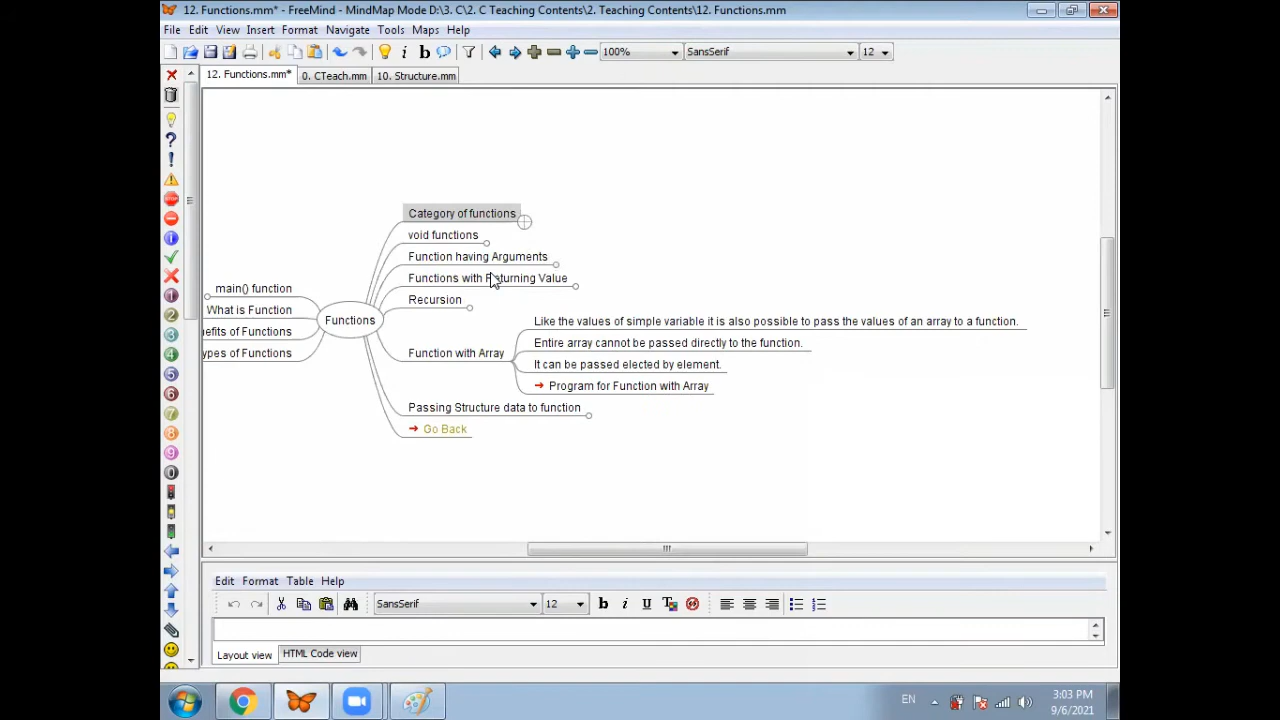 12. Functions.mm* - FreeMind - MindMap Mode D:\3. C\2. C Teaching Contents\2. Teaching Contents\12. Functions.mm
File Edit View Insert Format Navigate Tools Maps Help
100% SansSerif 12
12. Functions.mm* 0. CTeach.mm 10. Structure.mm
Category of functions
void functions
Function having Arguments
Functions with Returning Value
Recursion
Function with Array
Like the values of simple variable it is also possible to pass the values of an array to a function.
Entire array cannot be passed directly to the function.
It can be passed elected by element.
Program for Function with Array
Passing Structure data to function
Go Back
Functions
main() function
What is Function
nefits of Functions
ypes of Functions
Edit Format Table Help
SansSerif 12
Layout view HTML Code view
EN
3:03 PM
9/6/2021